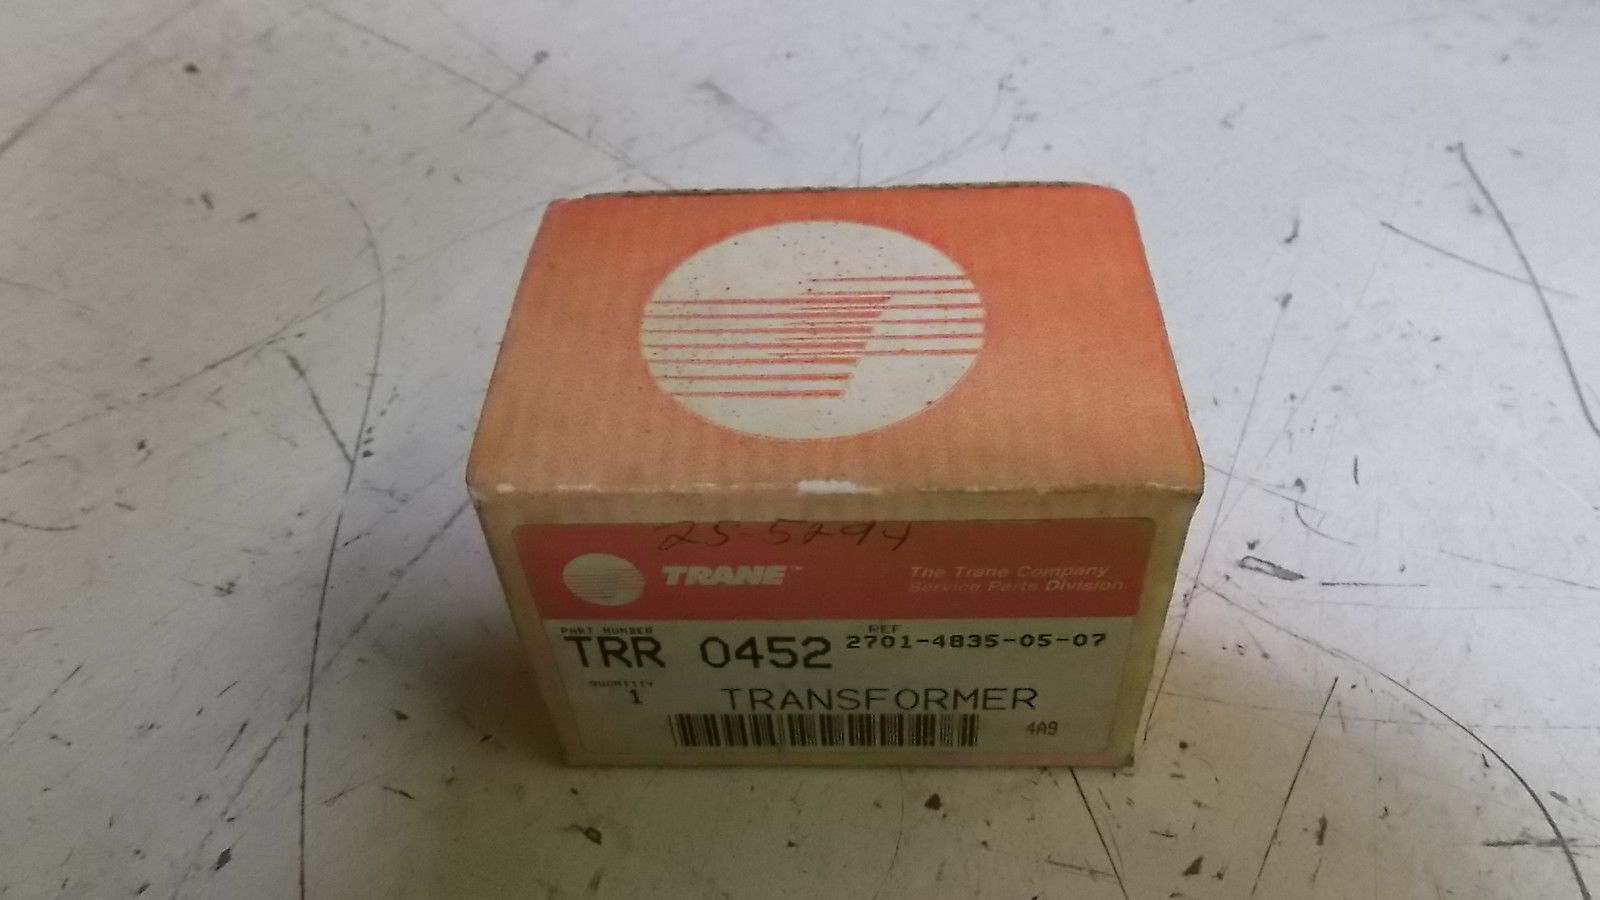 25-5294
TRANE™
The Trane Company
Service Parts Division
PART NUMBER
REF
TRR 0452
2701-4835-05-07
QUANTITY
1
TRANSFORMER
4A9